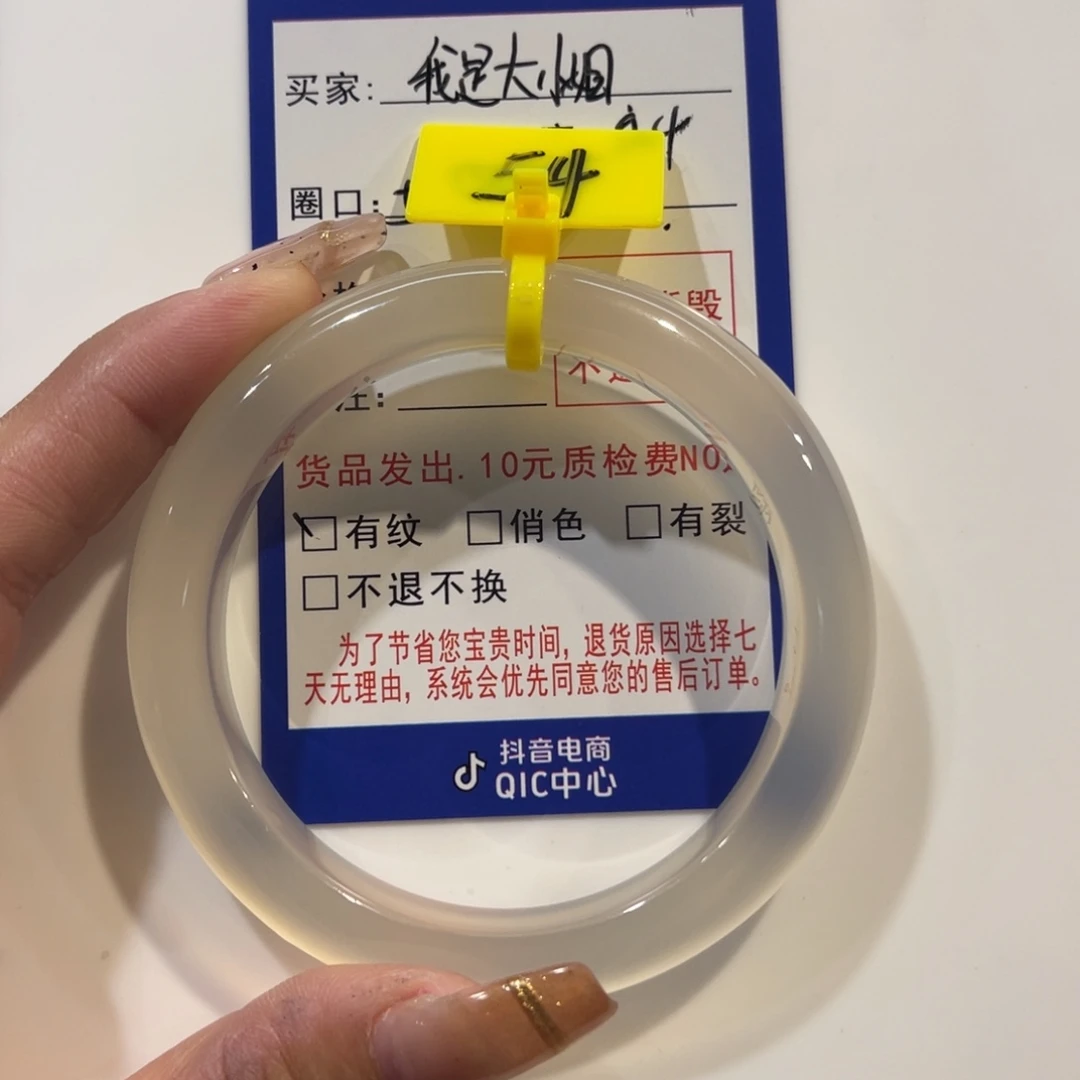 买家: 我是大小姐
54
圈口:
毁
注:
货品发出.10元质检费NO
有纹 俏色 有裂
不退不换
为了节省您宝贵时间, 退货原因选择七
天无理由, 系统会优先同意您的售后订单。
抖音电商
QIC中心